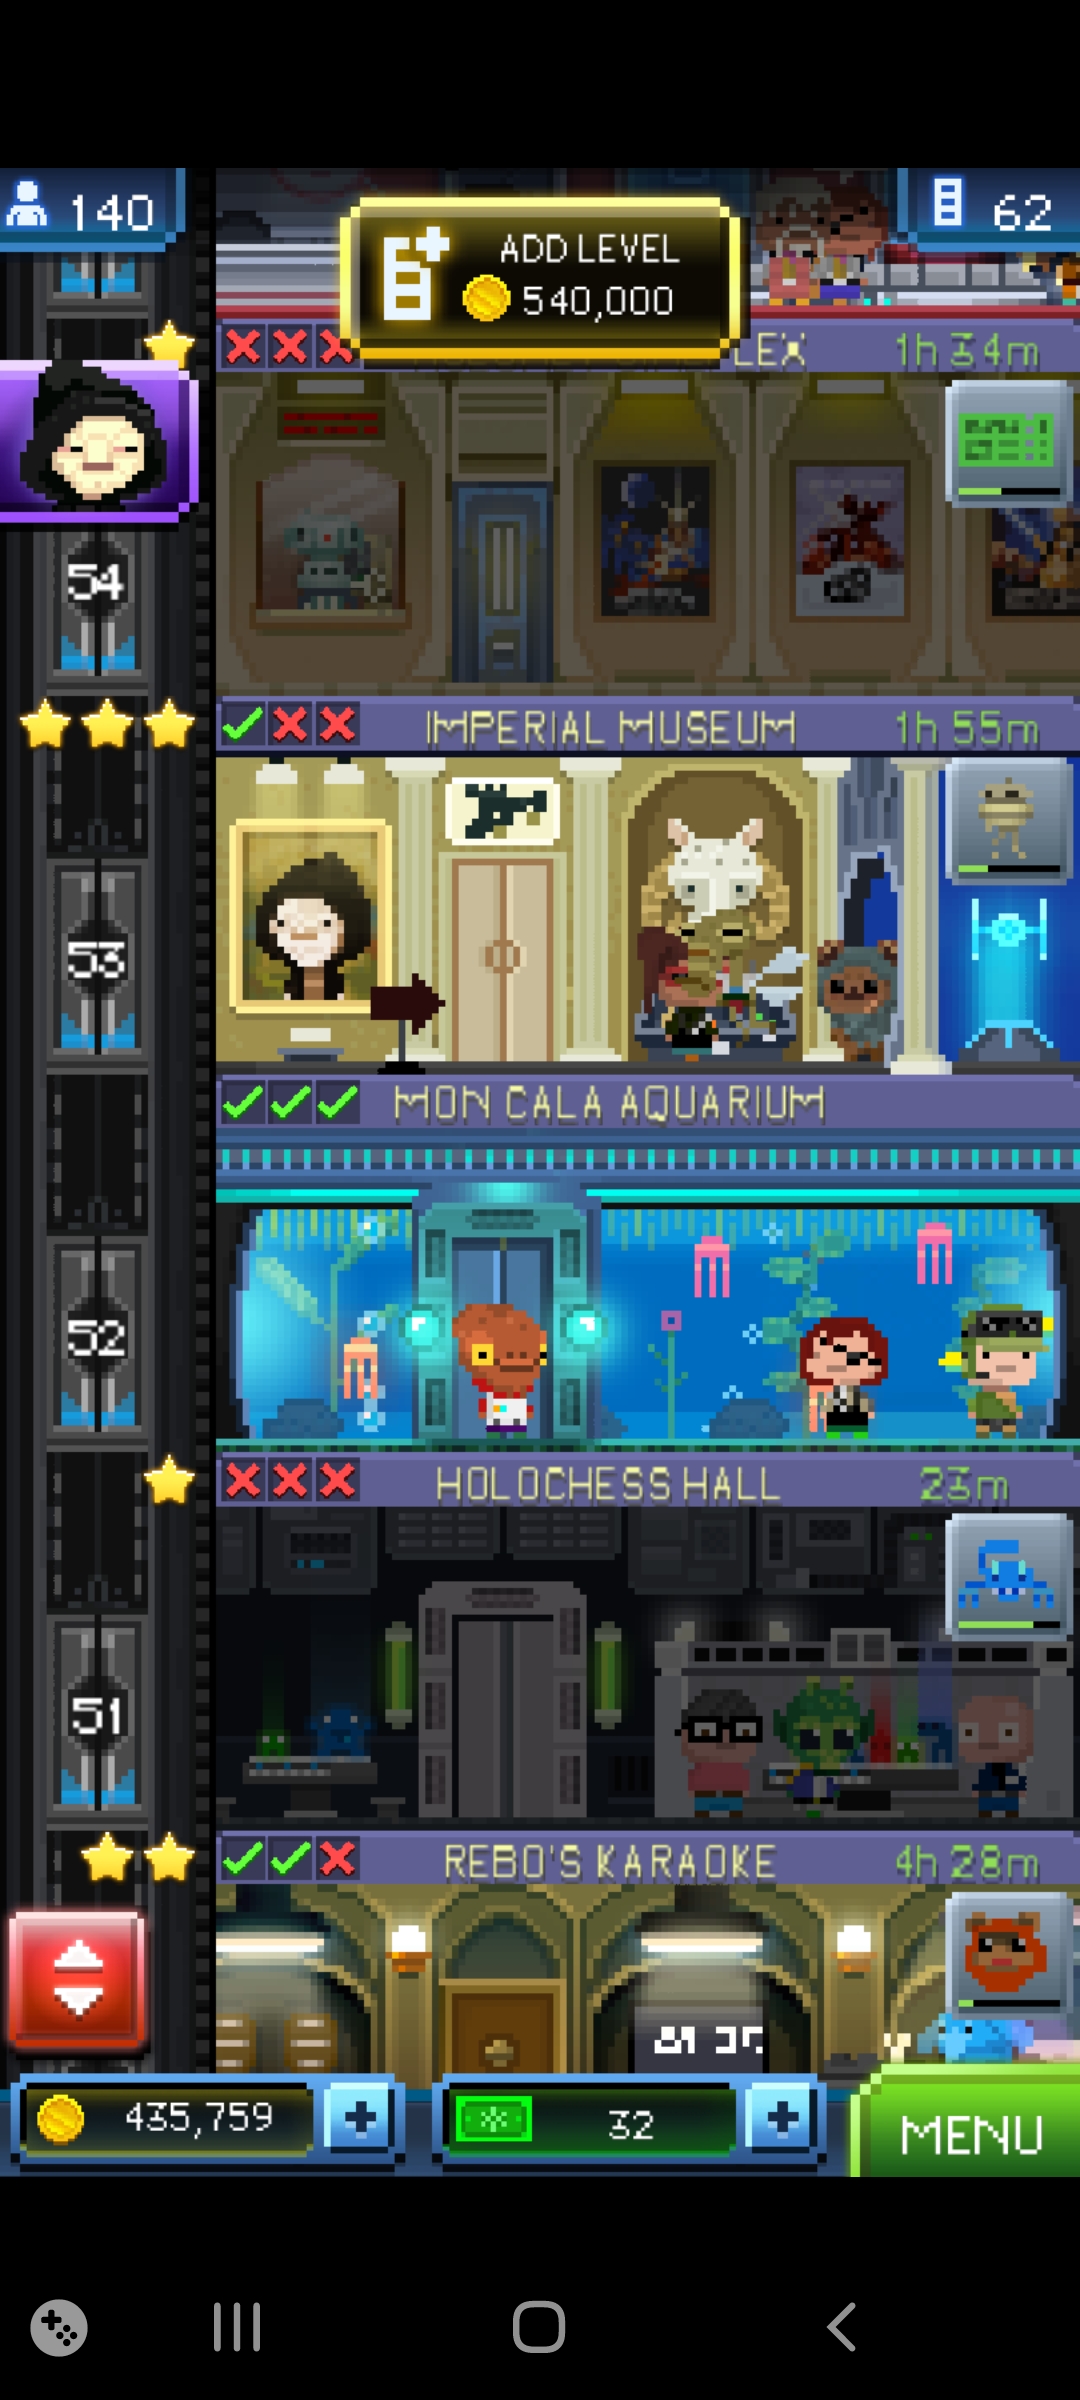 140
62
ADD LEVEL
540,000
LEX 1h 34m
54
IMPERIAL MUSEUM 1h 55m
53
MON CALA AQUARIUM
52
HOLOCHESS HALL 23m
51
REBO'S KARAOKE 4h 28m
435,759
32
MENU